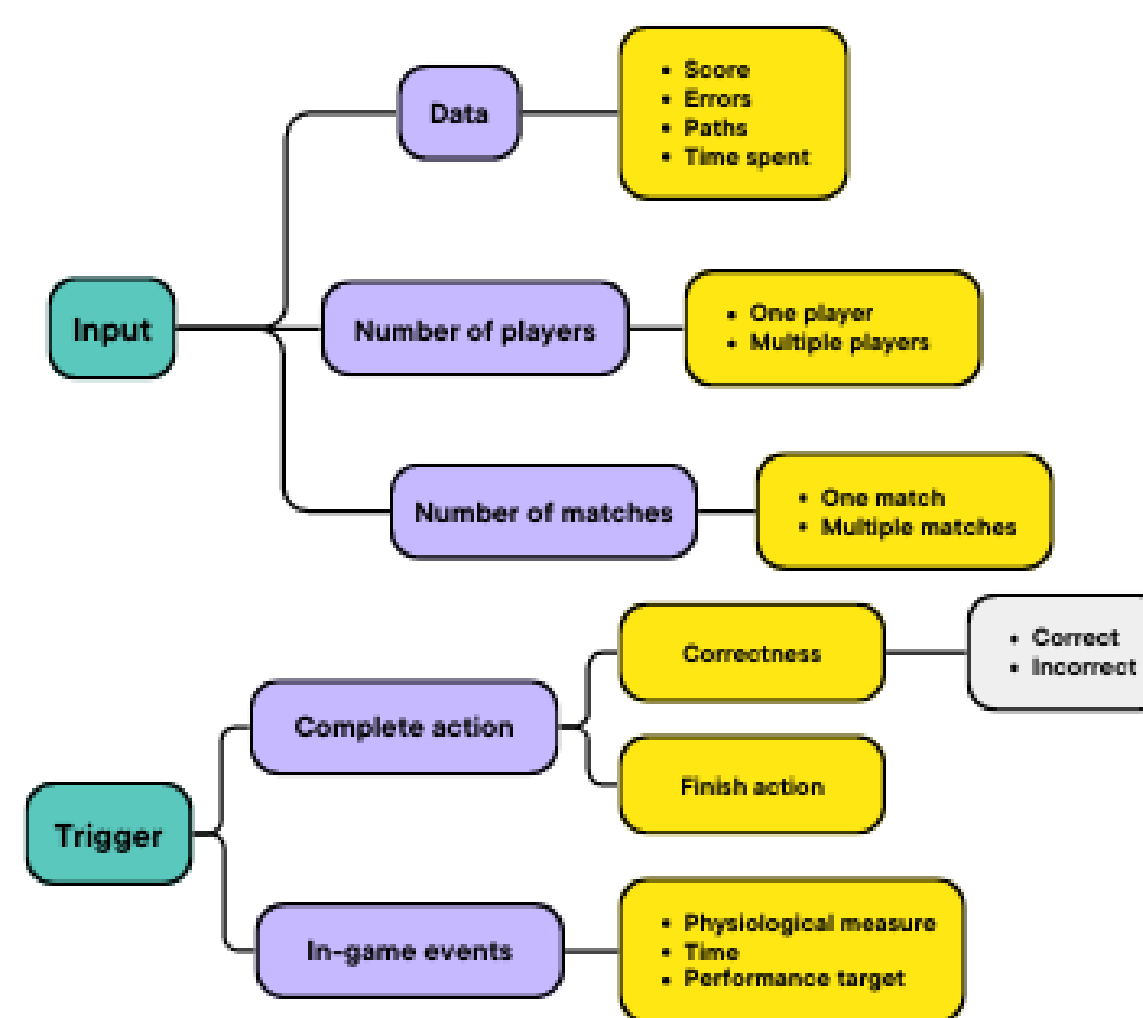 Input
Data
• Score
• Errors
• Paths
• Time spent
Number of players
• One player
• Multiple players
Number of matches
• One match
• Multiple matches
Trigger
Complete action
Correctness
• Correct
• Incorrect
Finish action
In-game events
• Physiological measure
• Time
• Performance target